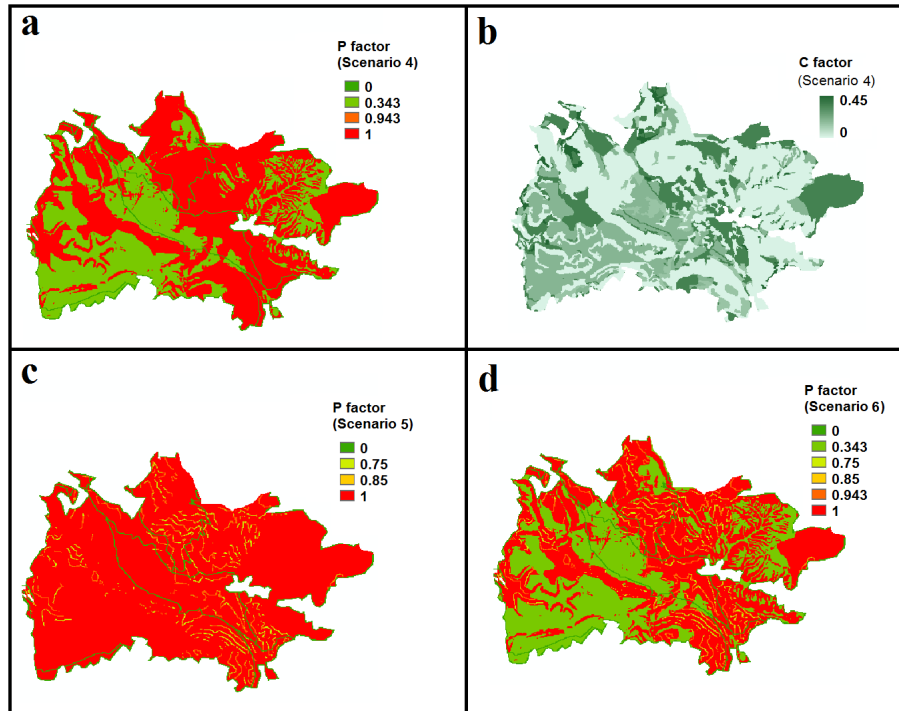 a
P factor
(Scenario 4)
0
0.343
0.943
1
b
C factor
(Scenario 4)
0.45
0
c
P factor
(Scenario 5)
0
0.75
0.85
1
d
P factor
(Scenario 6)
0
0.343
0.75
0.85
0.943
1